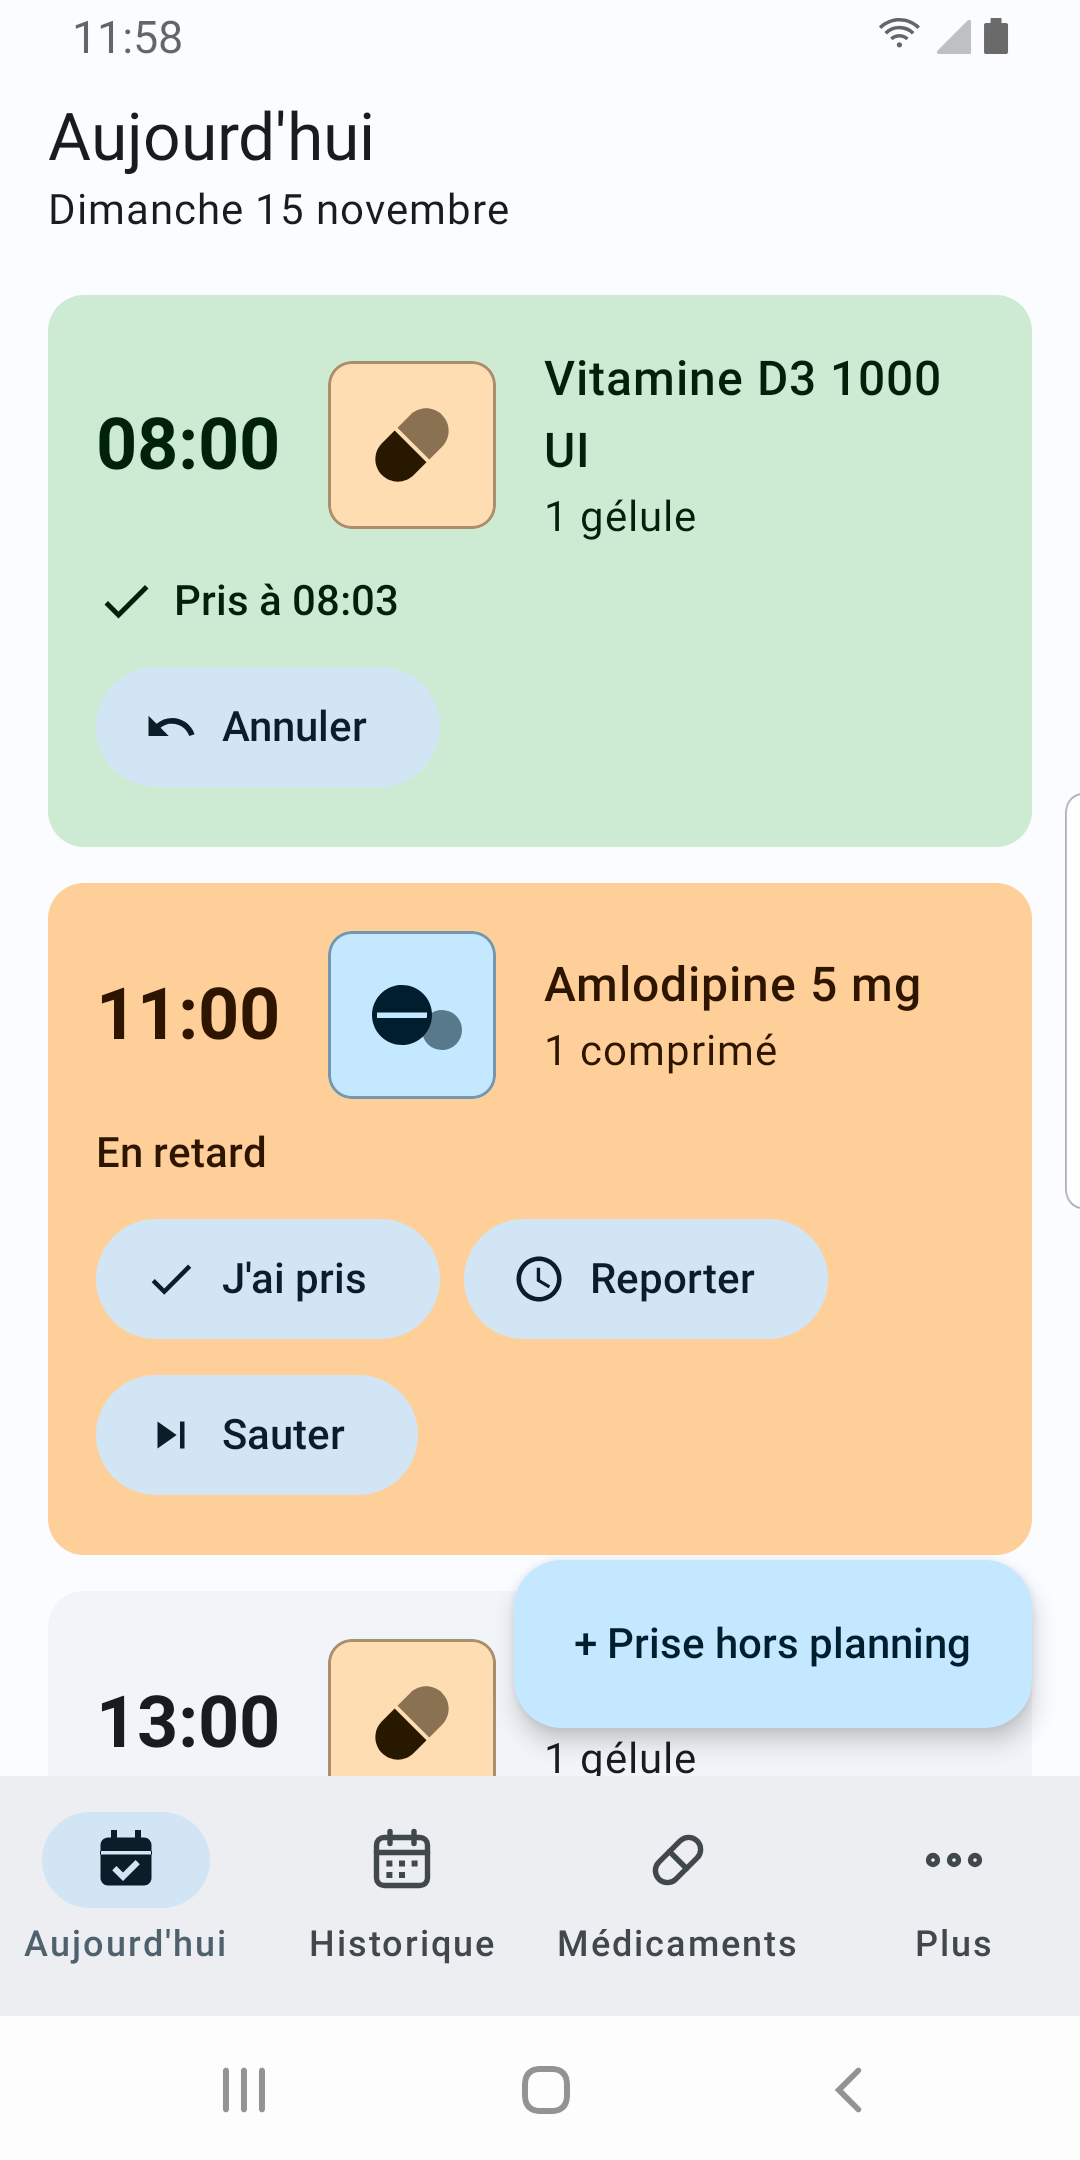 11:58
Aujourd'hui
Dimanche 15 novembre
08:00
Vitamine D3 1000
UI
1 gélule
Pris à 08:03
Annuler
11:00
Amlodipine 5 mg
1 comprimé
En retard
J'ai pris
Reporter
Sauter
+ Prise hors planning
13:00
1 gélule
Aujourd'hui
Historique
Médicaments
Plus